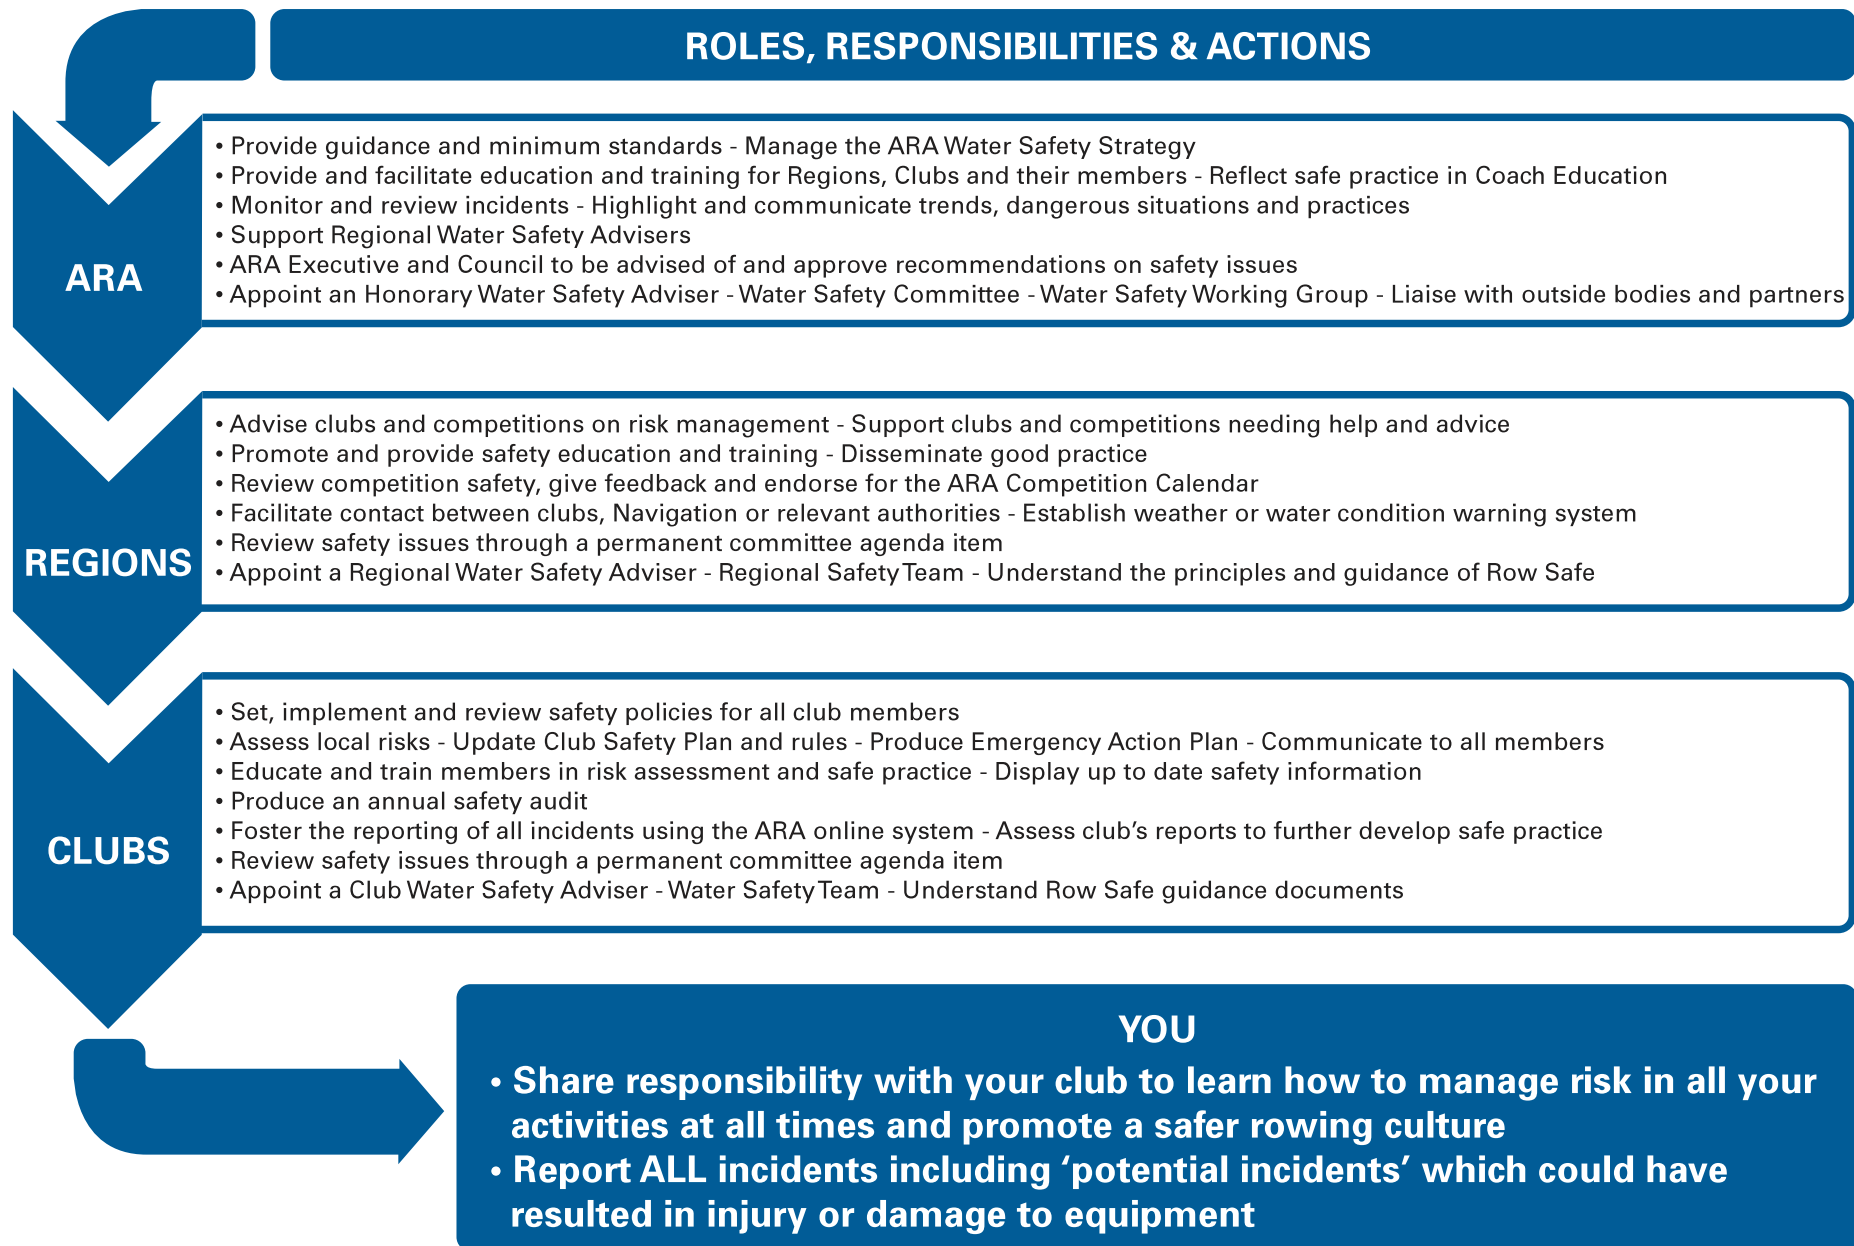 ROLES, RESPONSIBILITIES & ACTIONS
ARA
• Provide guidance and minimum standards - Manage the ARA Water Safety Strategy
• Provide and facilitate education and training for Regions, Clubs and their members - Reflect safe practice in Coach Education
• Monitor and review incidents - Highlight and communicate trends, dangerous situations and practices
• Support Regional Water Safety Advisers
• ARA Executive and Council to be advised of and approve recommendations on safety issues
• Appoint an Honorary Water Safety Adviser - Water Safety Committee - Water Safety Working Group - Liaise with outside bodies and partners
REGIONS
• Advise clubs and competitions on risk management - Support clubs and competitions needing help and advice
• Promote and provide safety education and training - Disseminate good practice
• Review competition safety, give feedback and endorse for the ARA Competition Calendar
• Facilitate contact between clubs, Navigation or relevant authorities - Establish weather or water condition warning system
• Review safety issues through a permanent committee agenda item
• Appoint a Regional Water Safety Adviser - Regional Safety Team - Understand the principles and guidance of Row Safe
CLUBS
• Set, implement and review safety policies for all club members
• Assess local risks - Update Club Safety Plan and rules - Produce Emergency Action Plan - Communicate to all members
• Educate and train members in risk assessment and safe practice - Display up to date safety information
• Produce an annual safety audit
• Foster the reporting of all incidents using the ARA online system - Assess club’s reports to further develop safe practice
• Review safety issues through a permanent committee agenda item
• Appoint a Club Water Safety Adviser - Water Safety Team - Understand Row Safe guidance documents
YOU
• Share responsibility with your club to learn how to manage risk in all your
activities at all times and promote a safer rowing culture
• Report ALL incidents including ‘potential incidents’ which could have
resulted in injury or damage to equipment